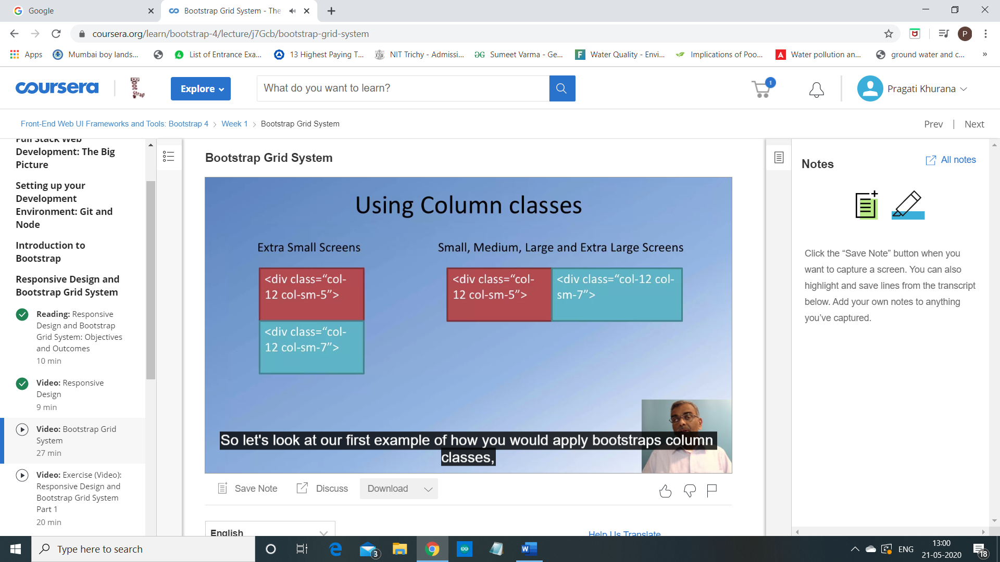 Google
Bootstrap Grid System - The
coursera.org/learn/bootstrap-4/lecture/j7Gcb/bootstrap-grid-system
P
Apps
Mumbai boy lands...
4
List of Entrance Exa...
13 Highest Paying T...
NIT Trichy - Admissi...
Sumeet Varma - Ge...
F
Water Quality - Envi...
Implications of Poo...
A
Water pollution an...
ground water and c...
»
coursera
Boot
strap
Explore
What do you want to learn?
1
Pragati Khurana
Front-End Web UI Frameworks and Tools: Bootstrap 4 > Week 1 > Bootstrap Grid System
Prev | Next
Full Stack Web
Development: The Big
Picture
Setting up your
Development
Environment: Git and
Node
Introduction to
Bootstrap
Responsive Design and
Bootstrap Grid System
Reading: Responsive
Design and Bootstrap
Grid System: Objectives
and Outcomes
10 min
Video: Responsive
Design
9 min
Video: Bootstrap Grid
System
27 min
Video: Exercise (Video):
Responsive Design and
Bootstrap Grid System
Part 1
20 min
Bootstrap Grid System
Using Column classes
Extra Small Screens
<div class=“col-
12 col-sm-5”>
<div class=“col-
12 col-sm-7”>
Small, Medium, Large and Extra Large Screens
<div class=“col-
12 col-sm-5”>
<div class=“col-12 col-
sm-7”>
So let's look at our first example of how you would apply bootstraps column
classes,
Save Note
Discuss
Download
English
Help Us Translate
Notes
All notes
Click the “Save Note” button when you
want to capture a screen. You can also
highlight and save lines from the transcript
below. Add your own notes to anything
you’ve captured.
Type here to search
3
W
ENG
13:00
21-05-2020
18